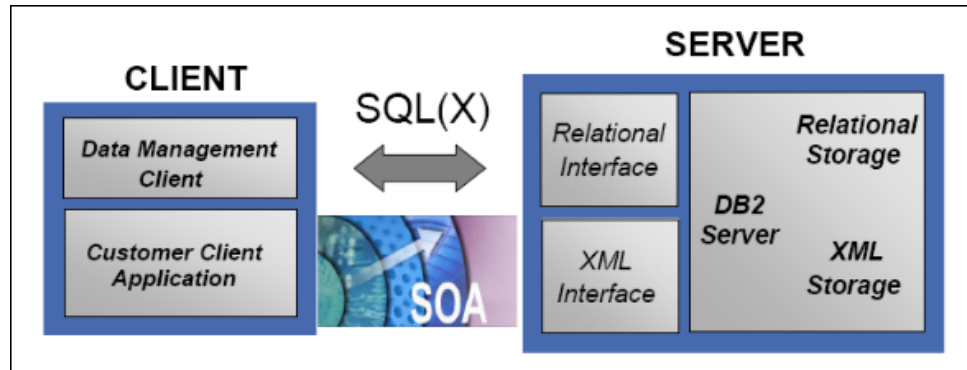 CLIENT
Data Management
Client
Customer Client
Application
SQL(X)
SOA
SERVER
Relational
Interface
XML
Interface
DB2
Server
Relational
Storage
XML
Storage